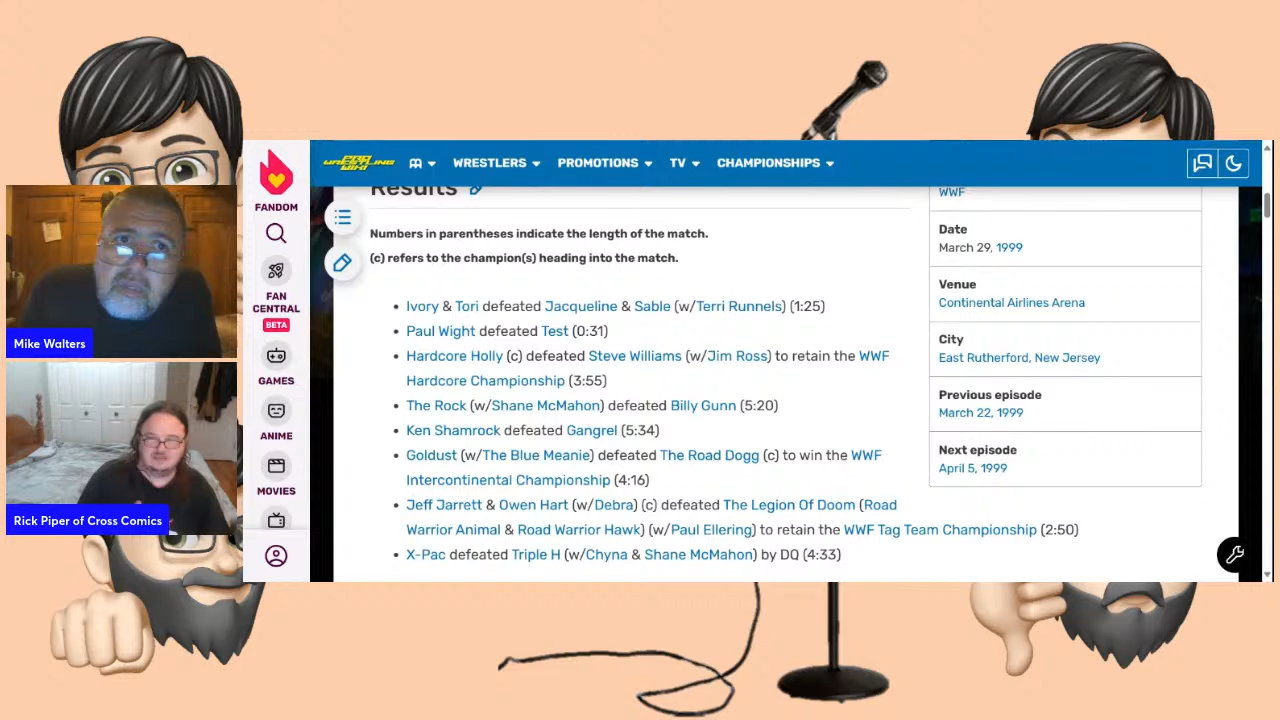 PRO
WRESTLING
WIKI
WRESTLERS
PROMOTIONS
TV
CHAMPIONSHIPS
FANDOM
FAN
CENTRAL
BETA
GAMES
ANIME
MOVIES
Mike Walters
Rick Piper of Cross Comics
Results
Numbers in parentheses indicate the length of the match.
(c) refers to the champion(s) heading into the match.
• Ivory & Tori defeated Jacqueline & Sable (w/Terri Runnels) (1:25)
• Paul Wight defeated Test (0:31)
• Hardcore Holly (c) defeated Steve Williams (w/Jim Ross) to retain the WWF
Hardcore Championship (3:55)
• The Rock (w/Shane McMahon) defeated Billy Gunn (5:20)
• Ken Shamrock defeated Gangrel (5:34)
• Goldust (w/The Blue Meanie) defeated The Road Dogg (c) to win the WWF
Intercontinental Championship (4:16)
• Jeff Jarrett & Owen Hart (w/Debra) (c) defeated The Legion Of Doom (Road
Warrior Animal & Road Warrior Hawk) (w/Paul Ellering) to retain the WWF Tag Team Championship (2:50)
• X-Pac defeated Triple H (w/Chyna & Shane McMahon) by DQ (4:33)
WWF
Date
March 29, 1999
Venue
Continental Airlines Arena
City
East Rutherford, New Jersey
Previous episode
March 22, 1999
Next episode
April 5, 1999